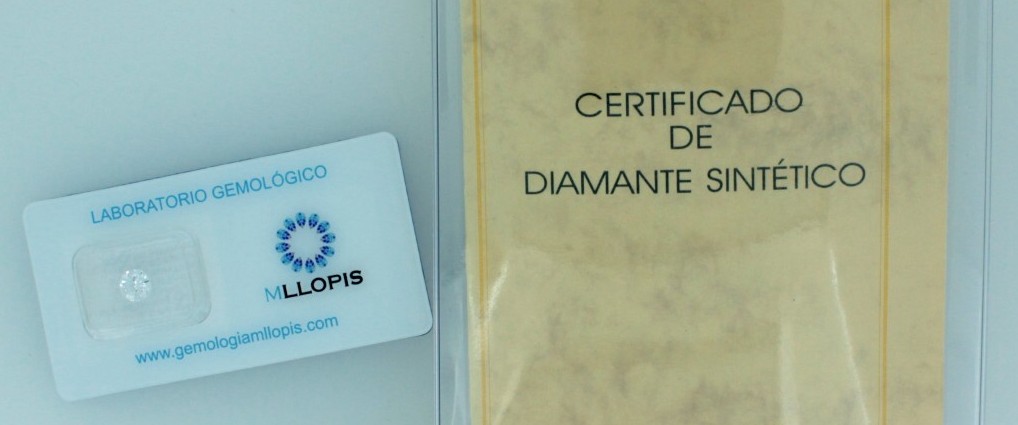 LABORATORIO GEMOLÓGICO
MLLOPIS
www.gemologiamllopis.com
CERTIFICADO
DE
DIAMANTE SINTÉTICO